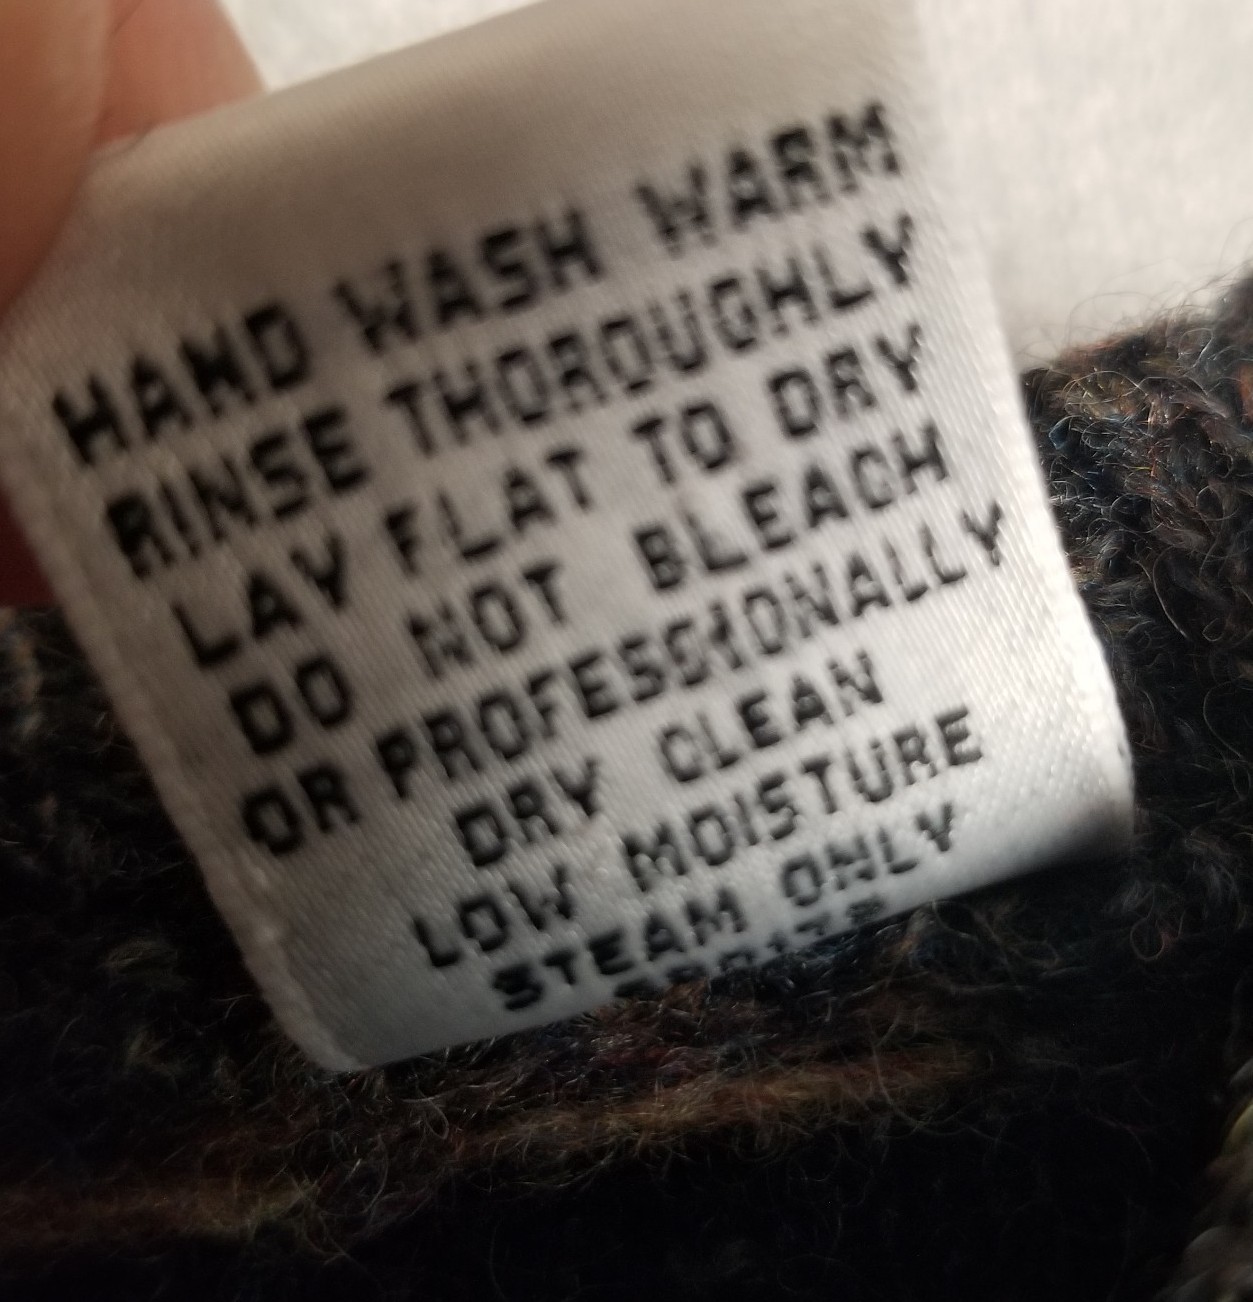 HAND WASH WARM
RINSE THOROUGHLY
LAY FLAT TO DRY
DO NOT BLEACH
OR PROFESSIONALLY
DRY CLEAN
LOW MOISTURE
STEAM ONLY